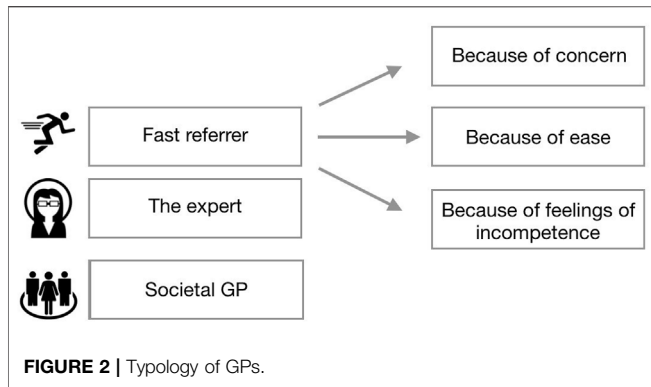 Because of concern
Fast referrer
Because of ease
The expert
Because of feelings of
incompetence
Societal GP
FIGURE 2 | Typology of GPs.